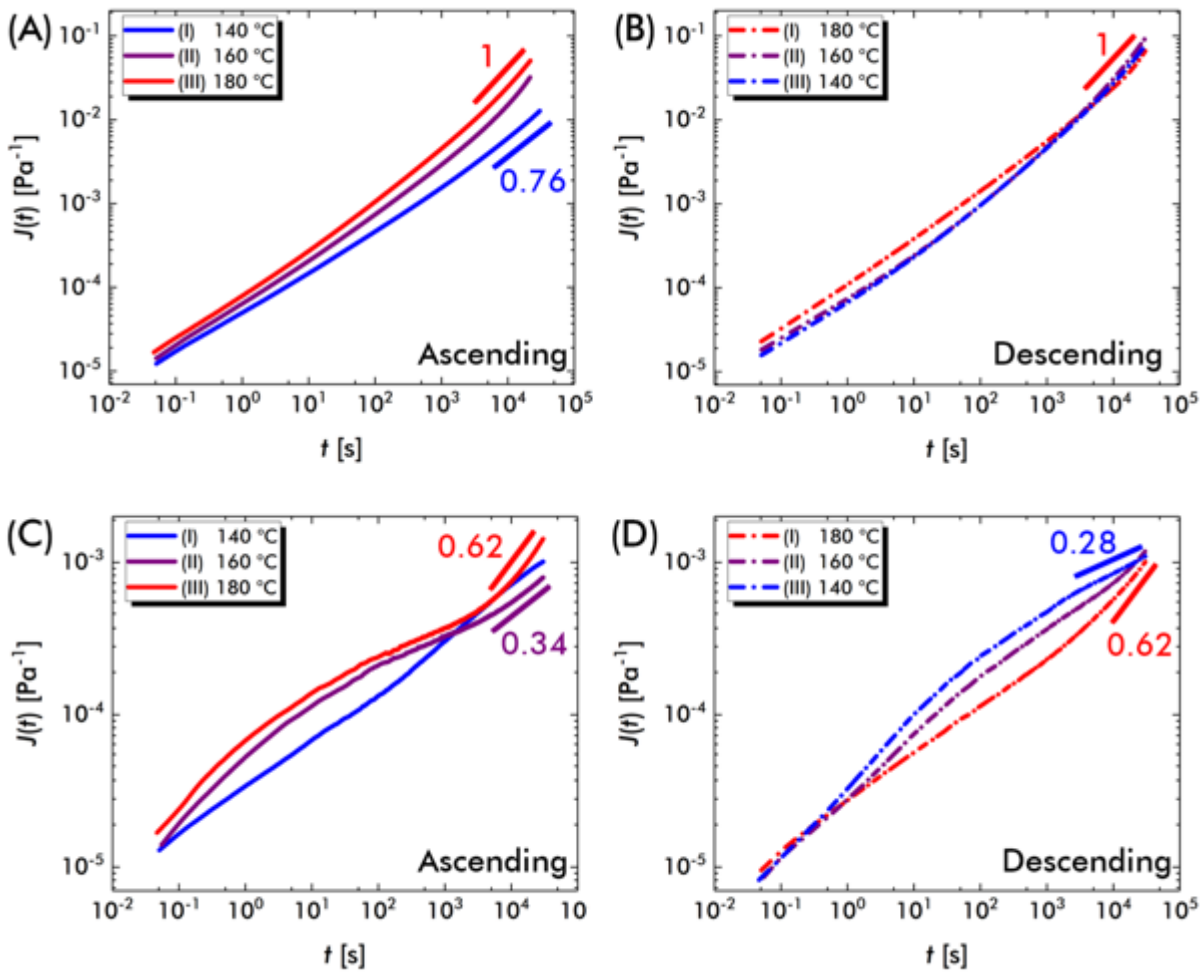 (A)
(I) 140 °C
(II) 160 °C
(III) 180 °C
1
0.76
Ascending
10⁻¹
10⁻²
10⁻³
10⁻⁴
10⁻⁵
J(t) [Pa⁻¹]
10⁻² 10⁻¹ 10⁰ 10¹ 10² 10³ 10⁴ 10⁵
t [s]
(B)
(I) 180 °C
(II) 160 °C
(III) 140 °C
1
Descending
10⁻¹
10⁻²
10⁻³
10⁻⁴
10⁻⁵
J(t) [Pa⁻¹]
10⁻² 10⁻¹ 10⁰ 10¹ 10² 10³ 10⁴ 10⁵
t [s]
(C)
(I) 140 °C
(II) 160 °C
(III) 180 °C
0.62
0.34
Ascending
10⁻³
10⁻⁴
10⁻⁵
J(t) [Pa⁻¹]
10⁻² 10⁻¹ 10⁰ 10¹ 10² 10³ 10⁴ 10
t [s]
(D)
(I) 180 °C
(II) 160 °C
(III) 140 °C
0.28
0.62
Descending
10⁻³
10⁻⁴
10⁻⁵
J(t) [Pa⁻¹]
10⁻² 10⁻¹ 10⁰ 10¹ 10² 10³ 10⁴ 10⁵
t [s]